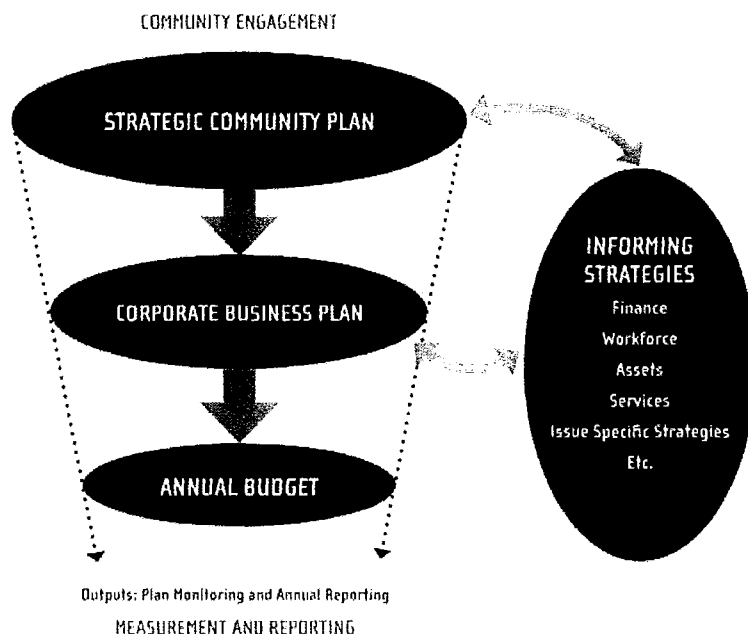 COMMUNITY ENGAGEMENT
STRATEGIC COMMUNITY PLAN
CORPORATE BUSINESS PLAN
ANNUAL BUDGET
INFORMING
STRATEGIES
Finance
Workforce
Assets
Services
Issue Specific Strategies
Etc.
Outputs: Plan Monitoring and Annual Reporting
MEASUREMENT AND REPORTING